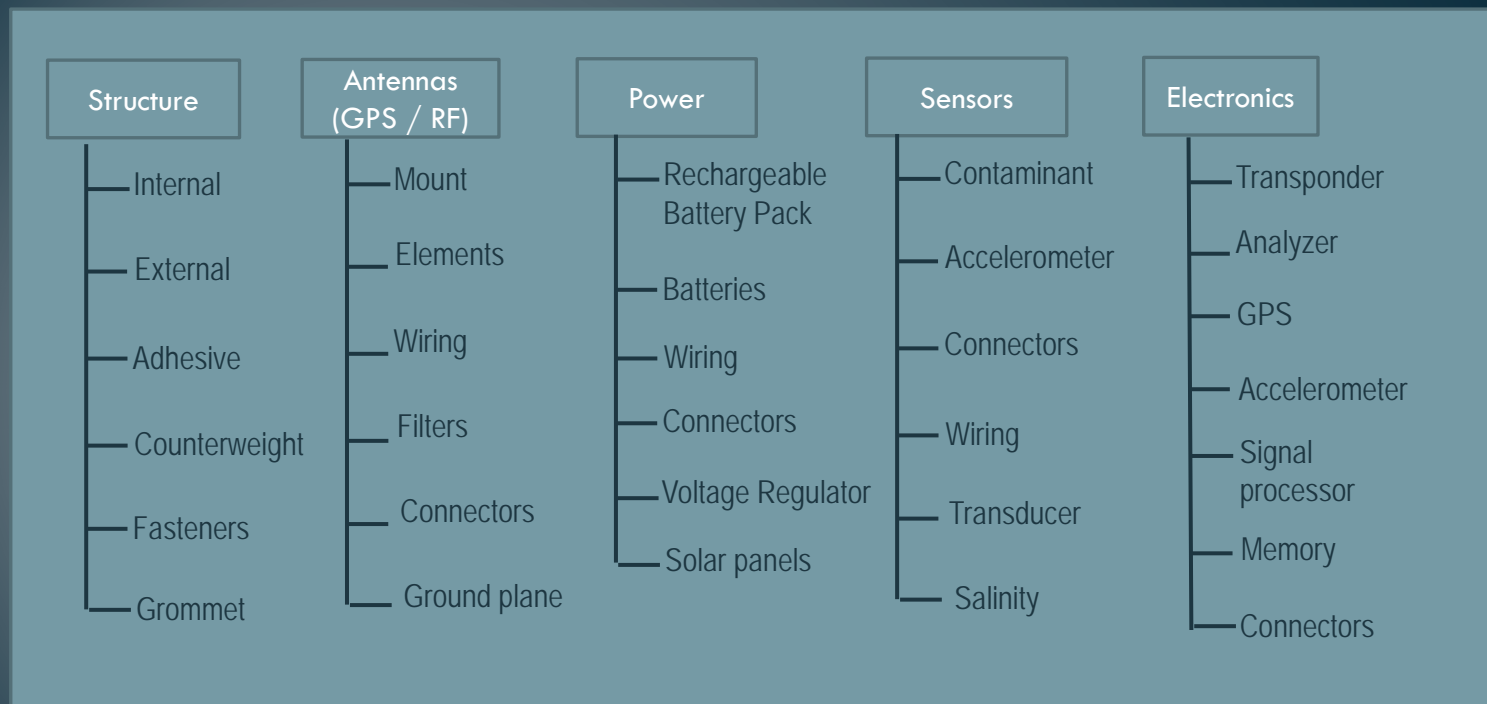 Structure
Internal
External
Adhesive
Counterweight
Fasteners
Grommet
Antennas
(GPS / RF)
Mount
Elements
Wiring
Filters
Connectors
Ground plane
Power
Rechargeable
Battery Pack
Batteries
Wiring
Connectors
Voltage Regulator
Solar panels
Sensors
Contaminant
Accelerometer
Connectors
Wiring
Transducer
Salinity
Electronics
Transponder
Analyzer
GPS
Accelerometer
Signal
processor
Memory
Connectors